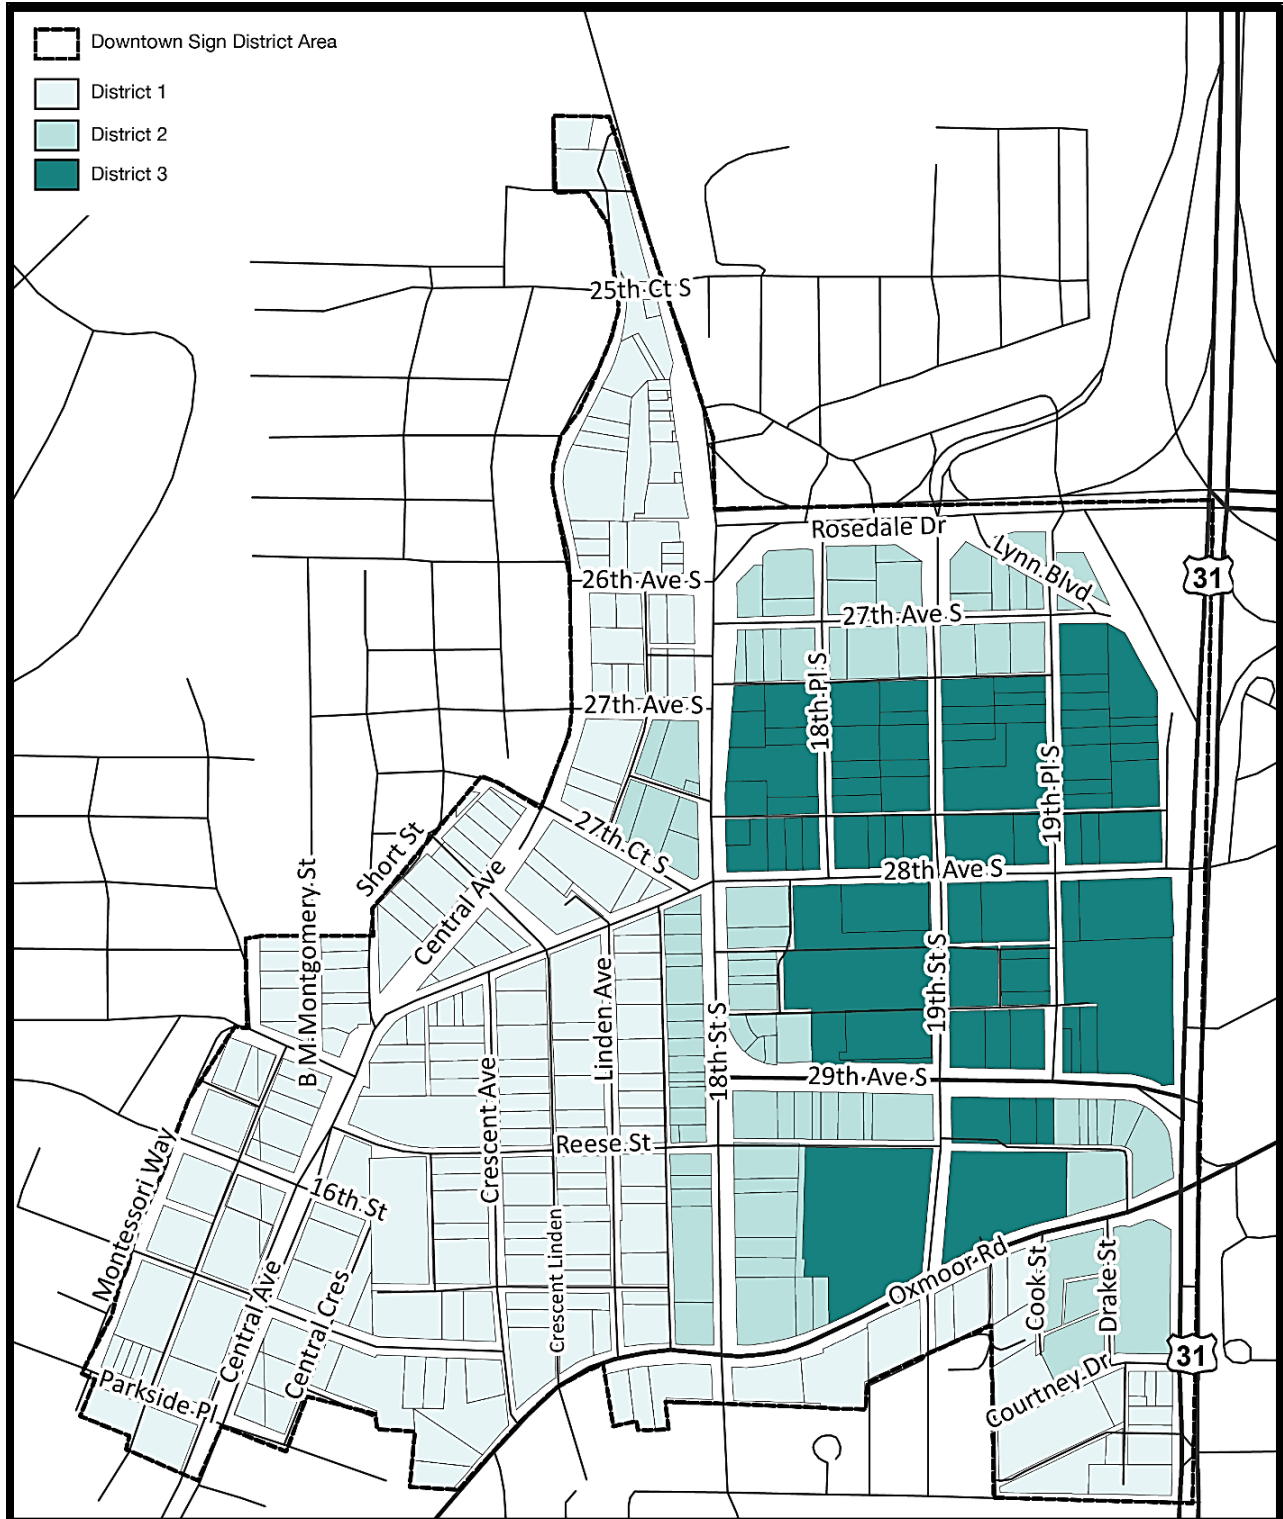 Downtown Sign District Area
District 1
District 2
District 3
25th Ct S
Rosedale Dr
Lynn Blvd
31
26th Ave S
27th Ave S
18th Pl S
27th Ave S
19th Pl S
27th Ct S
Short St
28th Ave S
B M Montgomery St
Central Ave
Linden Ave
19th St S
18th St S
29th Ave S
Crescent Ave
Reese St
Montessori Way
16th St
Crescent Linden
Oxmoor Rd
Cook St
Drake St
Central Ave
Central Cres
31
Parkside Pl
Courtney Dr